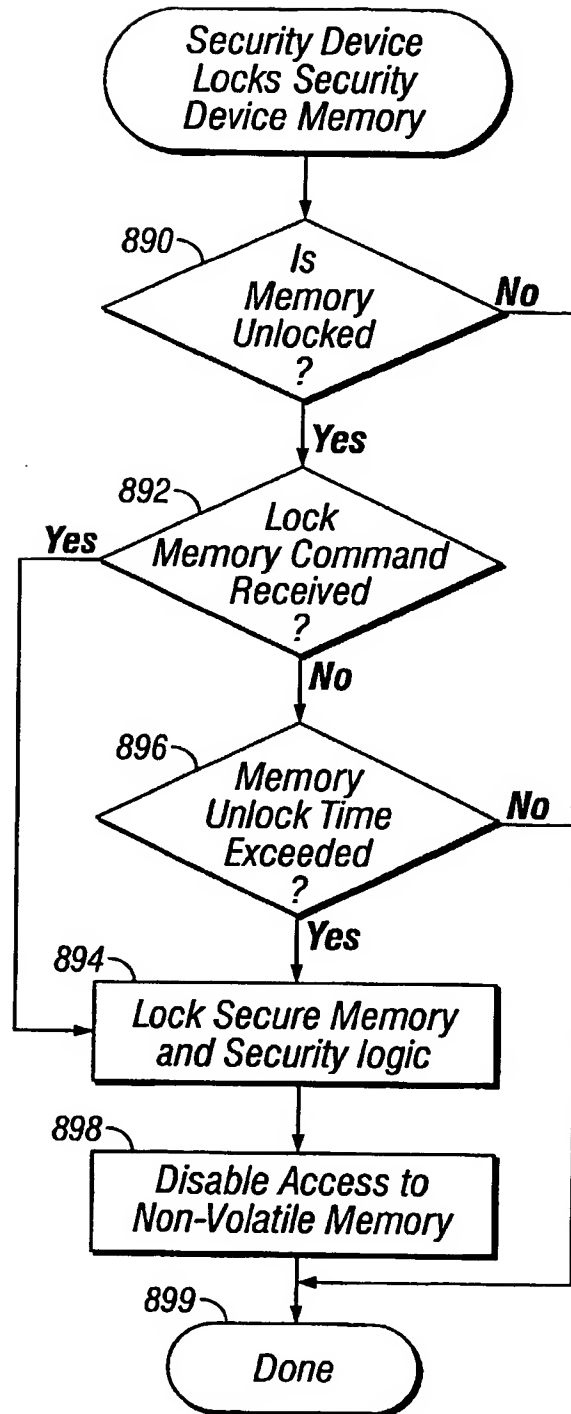 Security Device
Locks Security
Device Memory
890
Is
Memory
Unlocked
?
No
Yes
892
Lock
Memory Command
Received
?
Yes
No
896
Memory
Unlock Time
Exceeded
?
No
Yes
894
Lock Secure Memory
and Security logic
898
Disable Access to
Non-Volatile Memory
899
Done